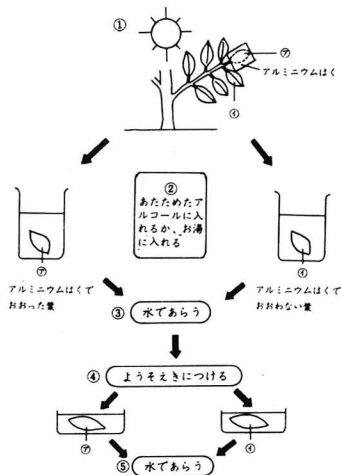 ①
㋐
アルミニウムはく
㋑
②
あたためたア
ルコールに入
れるか、お湯
に入れる
㋐
㋑
アルミニウムはくで
おおった葉
アルミニウムはくで
おおわない葉
③ 水であらう
④ ようそえきにつける
㋐
㋑
⑤ 水であらう